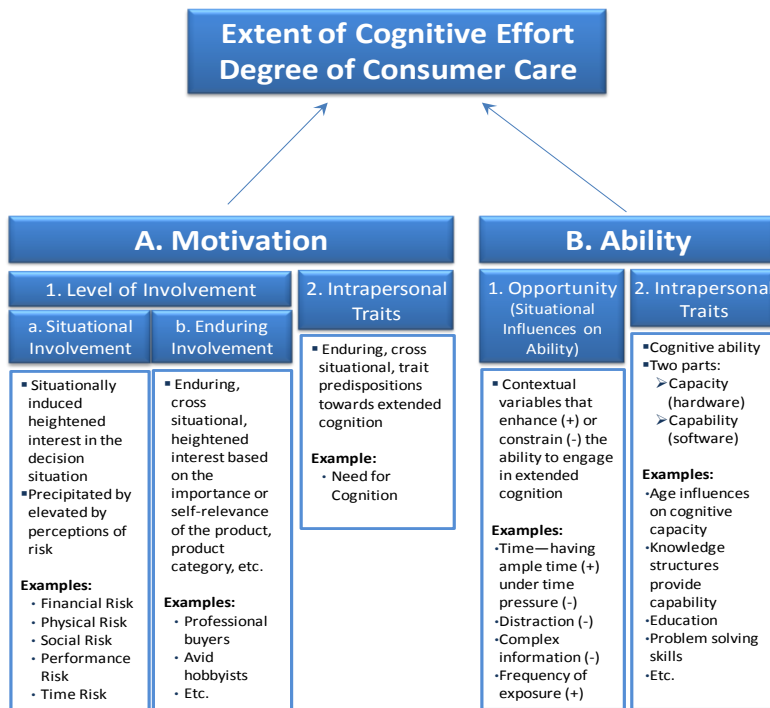 Extent of Cognitive Effort
Degree of Consumer Care
A. Motivation
1. Level of Involvement
a. Situational
Involvement
▪ Situationally
induced
heightened
interest in the
decision
situation
▪Precipitated by
elevated by
perceptions of
risk
Examples:
• Financial Risk
• Physical Risk
• Social Risk
• Performance
Risk
• Time Risk
b. Enduring
Involvement
▪ Enduring,
cross
situational,
heightened
interest based
on the
importance or
self-relevance
of the product,
product
category, etc.
Examples:
• Professional
buyers
• Avid
hobbyists
• Etc.
2. Intrapersonal
Traits
▪ Enduring, cross
situational, trait
predispositions
towards extended
cognition
Example:
• Need for
Cognition
B. Ability
1. Opportunity
(Situational
Influences on
Ability)
▪ Contextual
variables that
enhance (+) or
constrain (-) the
ability to engage
in extended
cognition
Examples:
•Time—having
ample time (+)
under time
pressure (-)
•Distraction (-)
•Complex
information (-)
•Frequency of
exposure (+)
2. Intrapersonal
Traits
▪Cognitive ability
▪Two parts:
➢Capacity
(hardware)
➢Capability
(software)
Examples:
•Age influences
on cognitive
capacity
•Knowledge
structures
provide
capability
•Education
•Problem solving
skills
•Etc.